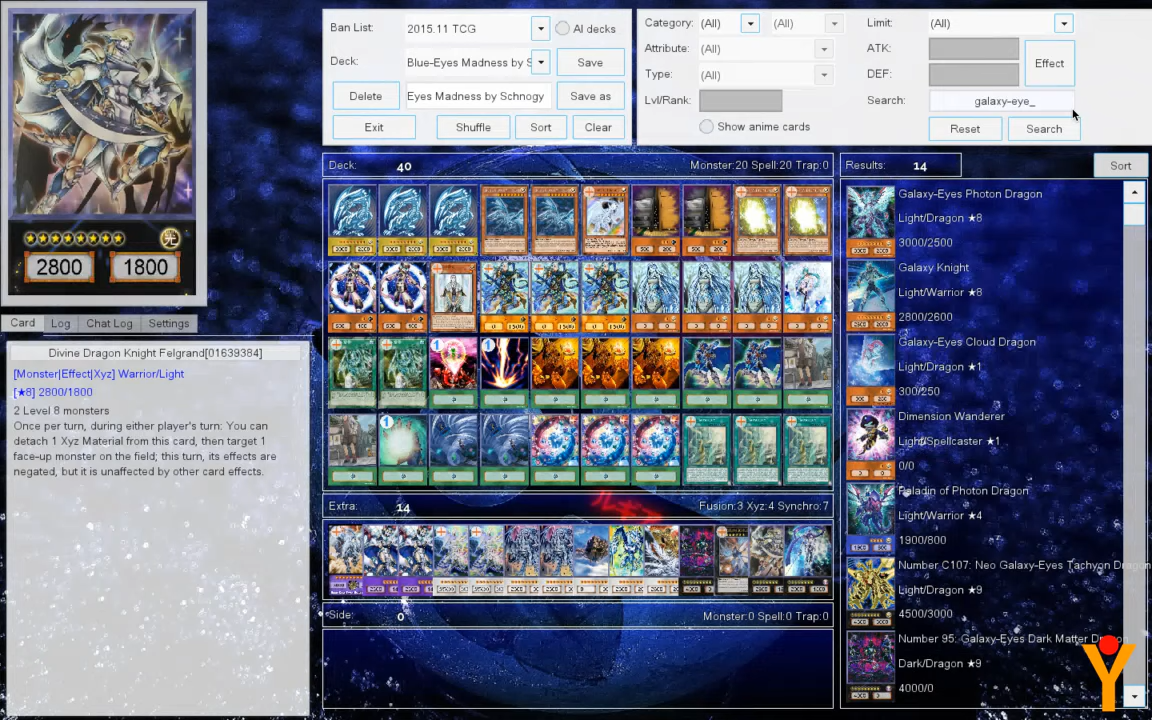 2800 1800
Card Log Chat Log Settings
Divine Dragon Knight Felgrand[01639384]
[Monster|Effect|Xyz] Warrior/Light
[★8] 2800/1800
2 Level 8 monsters
Once per turn, during either player's turn: You can
detach 1 Xyz Material from this card, then target 1
face-up monster on the field; this turn, its effects are
negated, but it is unaffected by other card effects.
Ban List: 2015.11 TCG AI decks
Deck: Blue-Eyes Madness by S Save
Delete Eyes Madness by Schnogy Save as
Exit Shuffle Sort Clear
Category: (All) (All) Limit: (All)
Attribute: (All) ATK:
Type: (All) DEF: Effect
Lvl/Rank: Search: galaxy-eye_
Show anime cards Reset Search
Deck: 40 Monster:20 Spell:20 Trap:0
Extra: 14 Fusion:3 Xyz:4 Synchro:7
Side: 0 Monster:0 Spell:0 Trap:0
Results: 14 Sort
Galaxy-Eyes Photon Dragon
Light/Dragon ★8
3000/2500
Galaxy Knight
Light/Warrior ★8
2800/2600
Galaxy-Eyes Cloud Dragon
Light/Dragon ★1
300/250
Dimension Wanderer
Light/Spellcaster ★1
0/0
Paladin of Photon Dragon
Light/Warrior ★4
1900/800
Number C107: Neo Galaxy-Eyes Tachyon Dragon
Light/Dragon ★9
4500/3000
Number 95: Galaxy-Eyes Dark Matter Dragon
Dark/Dragon ★9
4000/0